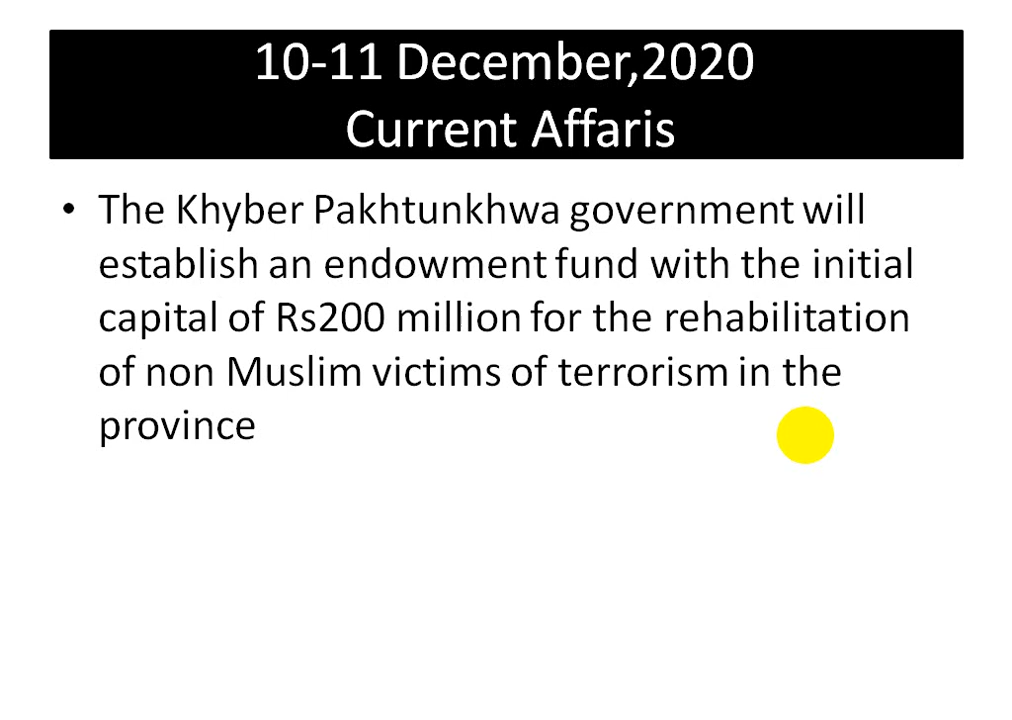 10-11 December,2020
Current Affaris
• The Khyber Pakhtunkhwa government will
establish an endowment fund with the initial
capital of Rs200 million for the rehabilitation
of non Muslim victims of terrorism in the
province